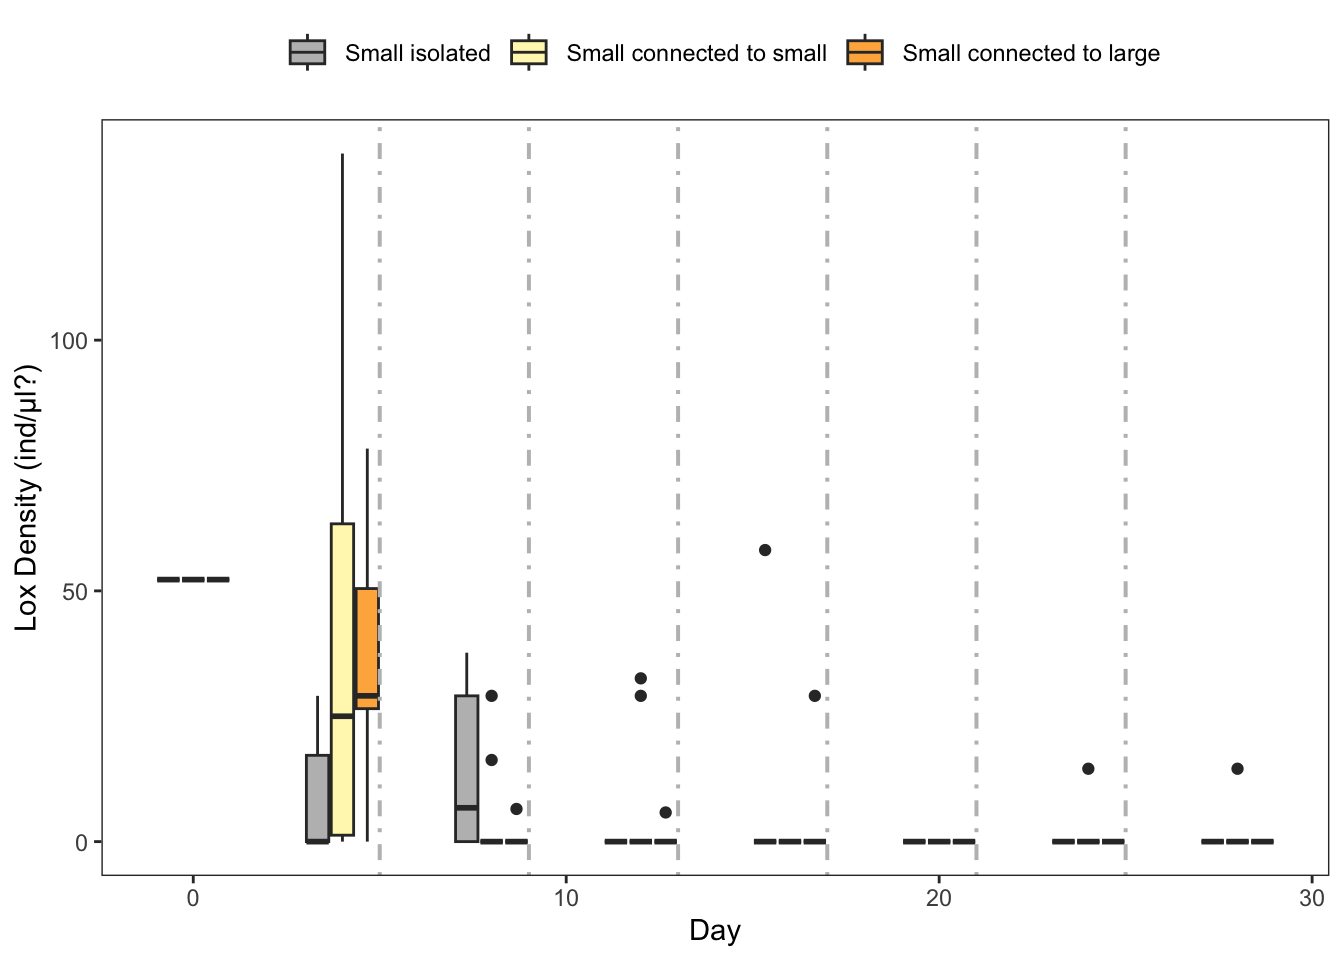 Small isolated Small connected to small Small connected to large
Lox Density (ind/μl?)
100
50
0
0 10 20 30
Day